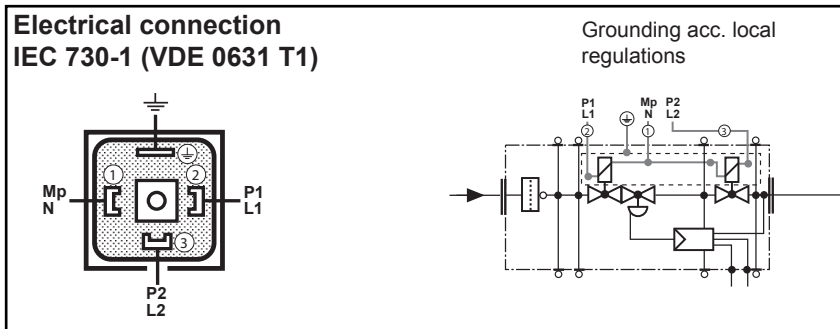 Electrical connection
IEC 730-1 (VDE 0631 T1)
Grounding acc. local
regulations
1
2
Mp
N
P1
L1
3
P2
L2
P1
L1
Mp
N
P2
L2
2
1
3